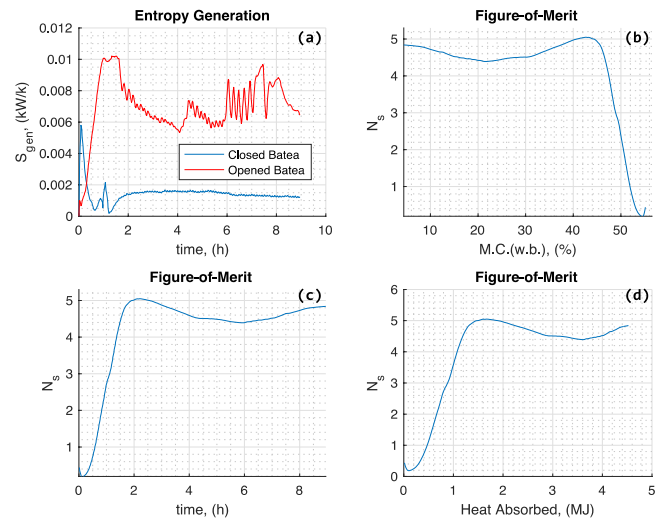 Entropy Generation
(a)
0.012
0.01
0.008
0.006
0.004
0.002
0
S_gen, (kW/k)
Closed Batea
Opened Batea
0 2 4 6 8 10
time, (h)
Figure-of-Merit
(b)
5
4
3
2
1
N_s
10 20 30 40 50
M.C.(w.b.), (%)
Figure-of-Merit
(c)
5
4
3
2
1
N_s
0 2 4 6 8
time, (h)
Figure-of-Merit
(d)
6
5
4
3
2
1
0
N_s
0 1 2 3 4 5
Heat Absorbed, (MJ)